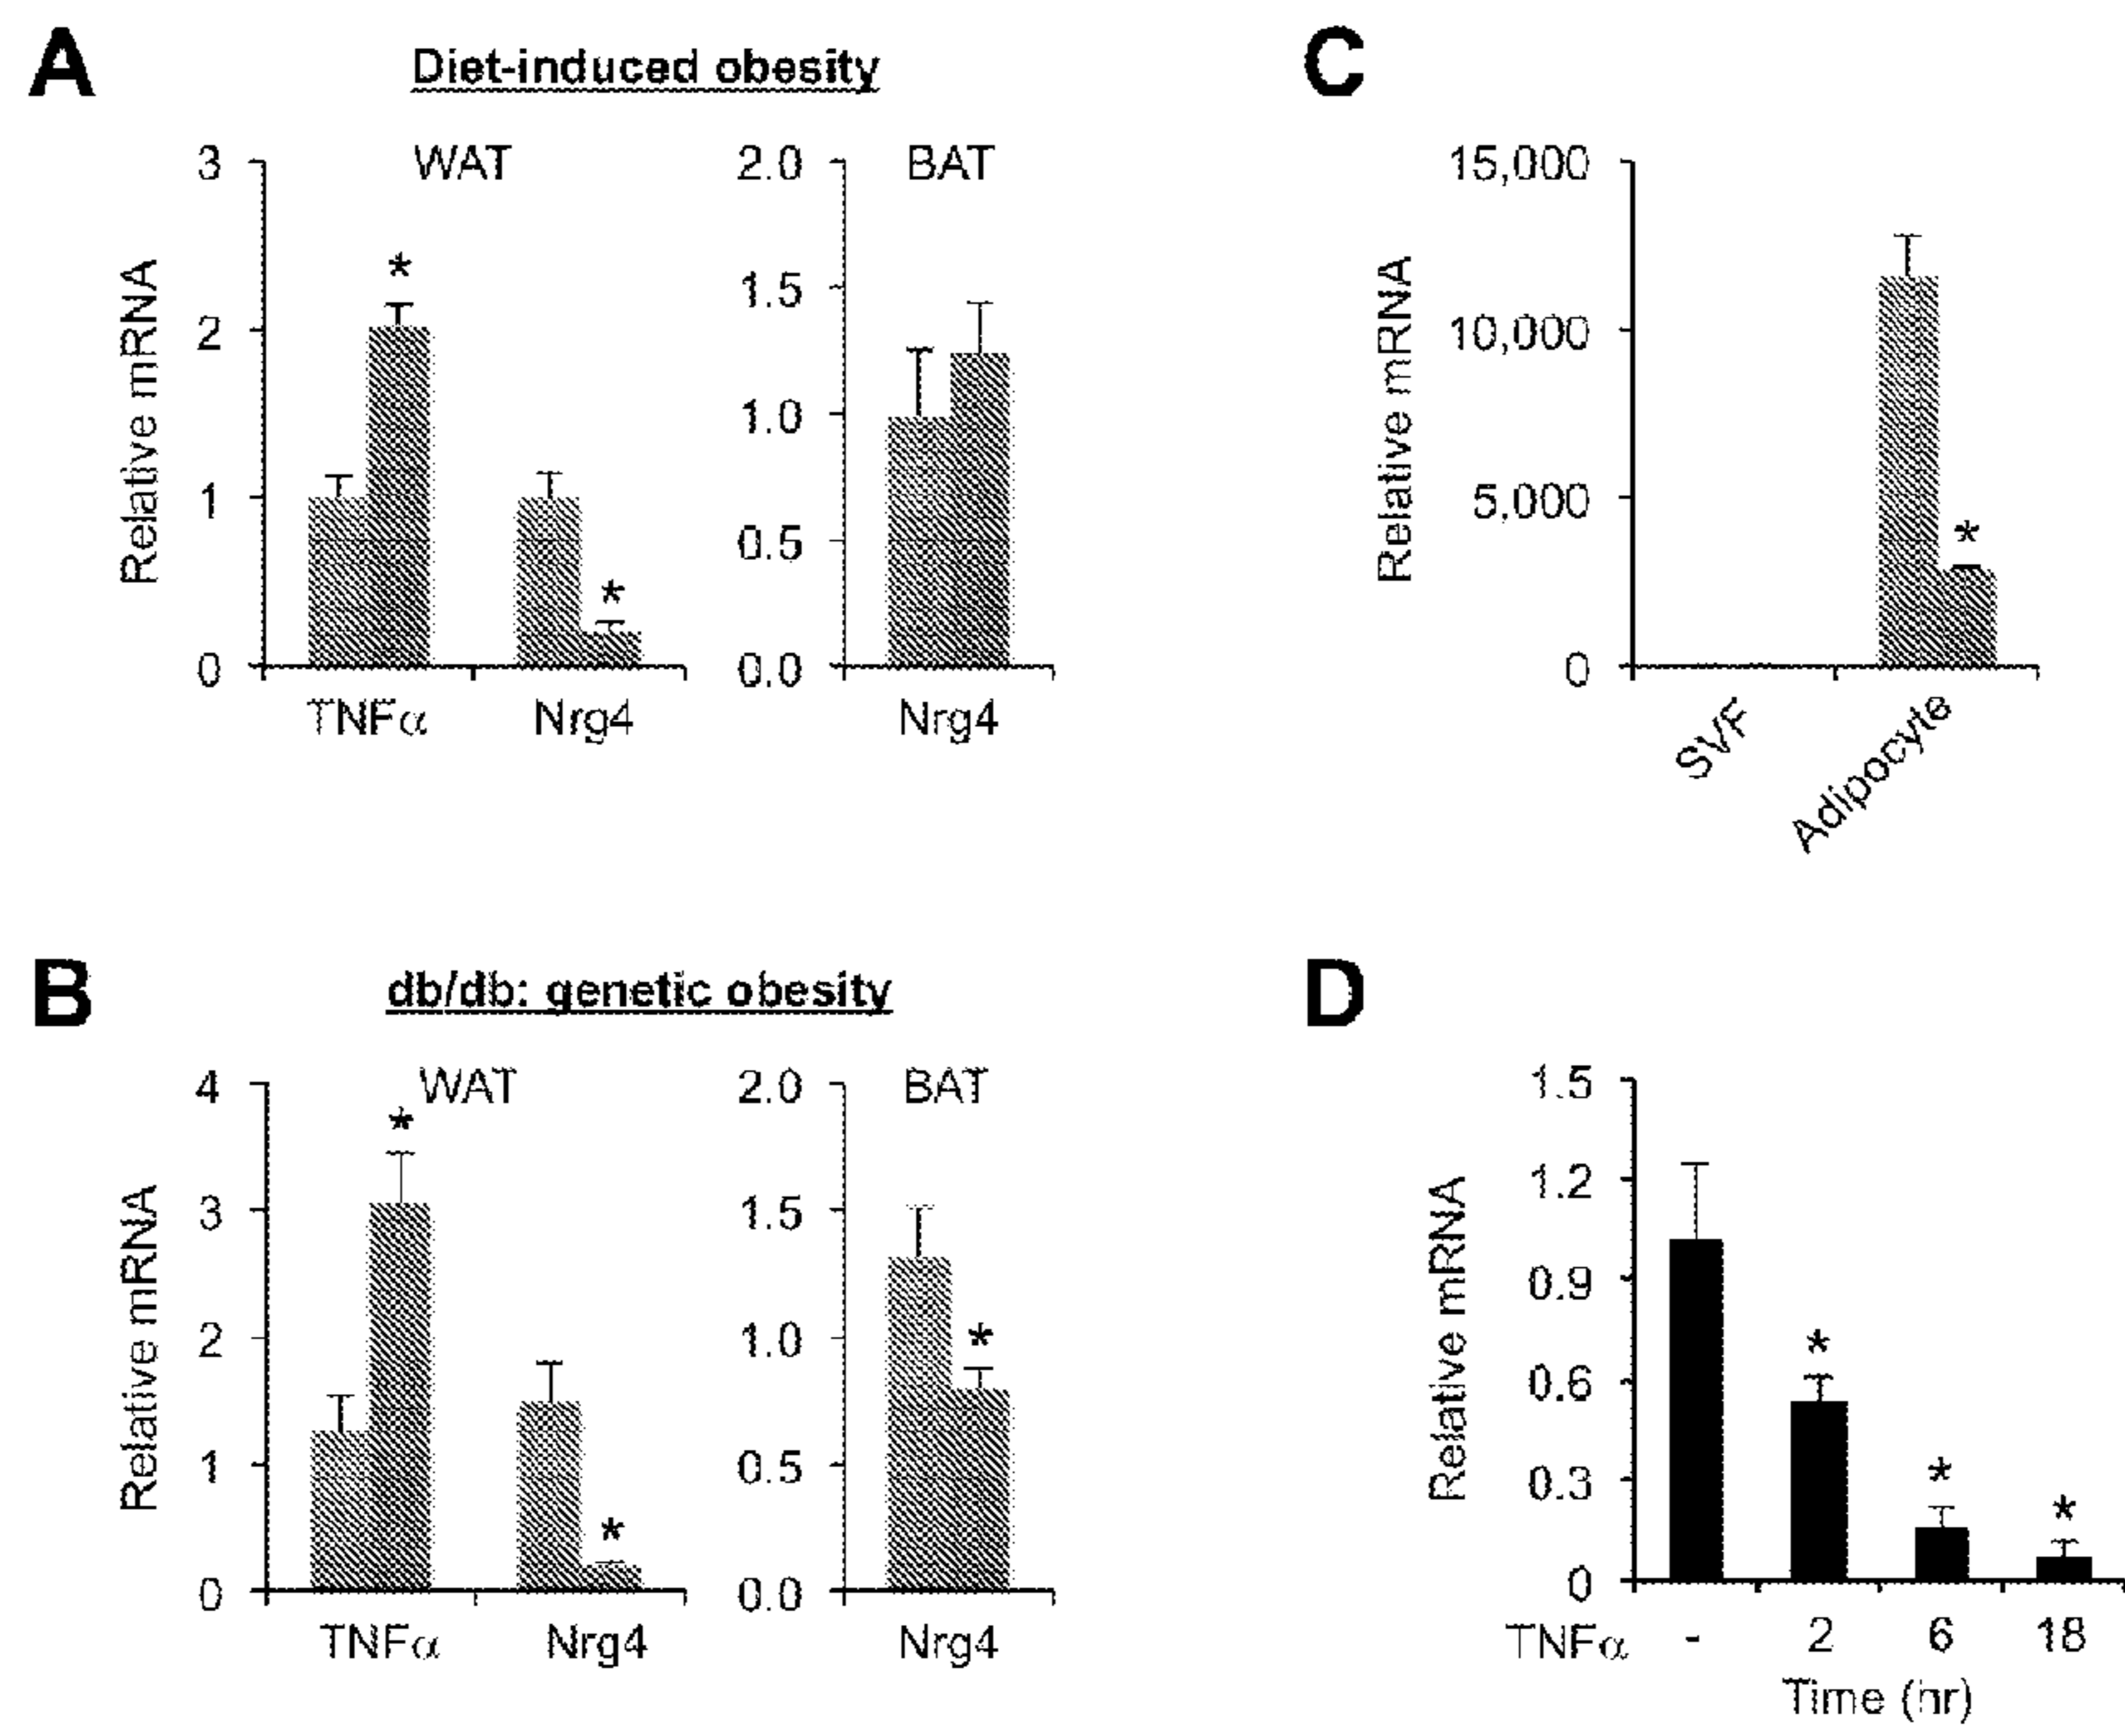 A
Diet-induced obesity
WAT
BAT
Relative mRNA
3
2
1
0
*
*
TNFα
Nrg4
2.0
1.5
1.0
0.5
0.0
Nrg4
B
db/db: genetic obesity
WAT
BAT
Relative mRNA
4
3
2
1
0
*
*
TNFα
Nrg4
2.0
1.5
1.0
0.5
0.0
*
Nrg4
C
Relative mRNA
15,000
10,000
5,000
0
*
SVF
Adipocyte
D
Relative mRNA
1.5
1.2
0.9
0.6
0.3
0
*
*
*
TNFα - 2 6 18
Time (hr)